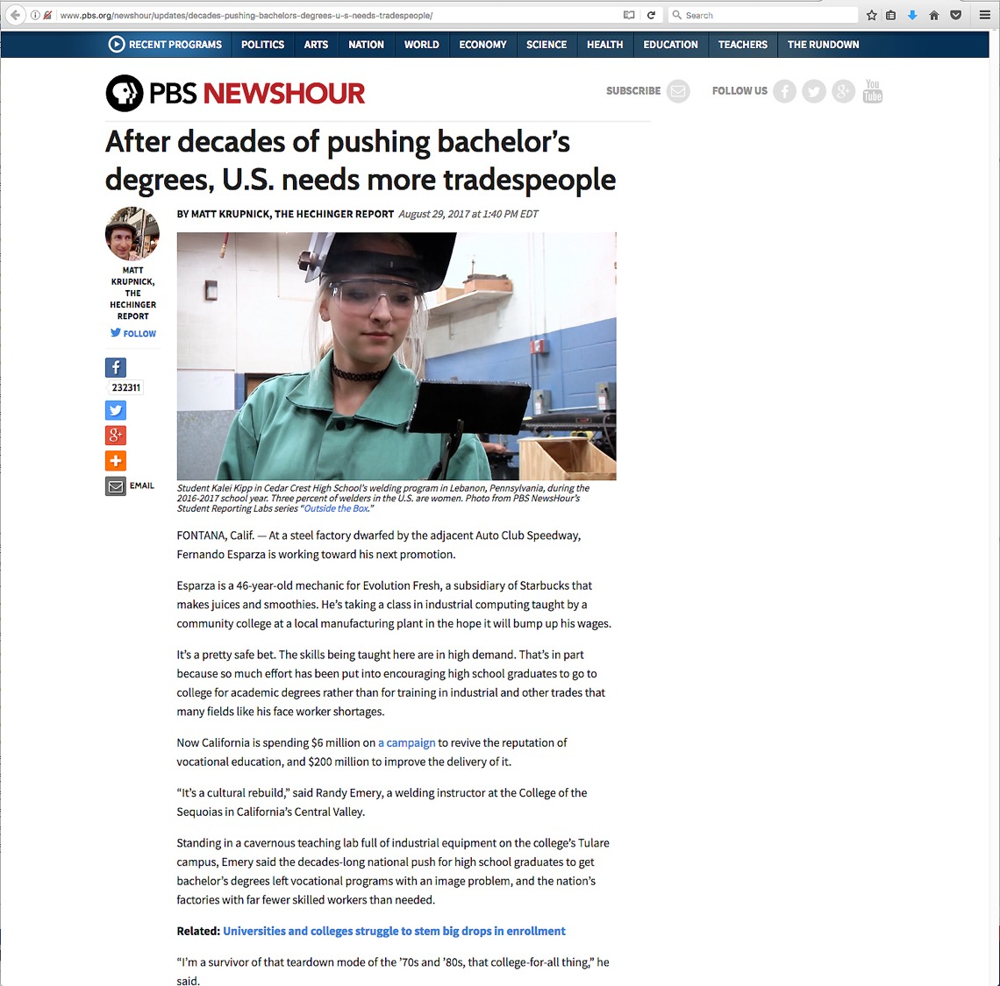 www.pbs.org/newshour/updates/decades-pushing-bachelors-degrees-u-s-needs-tradespeople/
Search
RECENT PROGRAMS POLITICS ARTS NATION WORLD ECONOMY SCIENCE HEALTH EDUCATION TEACHERS THE RUNDOWN
PBS NEWSHOUR
SUBSCRIBE FOLLOW US You Tube
After decades of pushing bachelor's
degrees, U.S. needs more tradespeople
BY MATT KRUPNICK, THE HECHINGER REPORT August 29, 2017 at 1:40 PM EDT
MATT
KRUPNICK,
THE
HECHINGER
REPORT
FOLLOW
232311
EMAIL
Student Kalei Kipp in Cedar Crest High School's welding program in Lebanon, Pennsylvania, during the
2016-2017 school year. Three percent of welders in the U.S. are women. Photo from PBS NewsHour's
Student Reporting Labs series "Outside the Box."
FONTANA, Calif. — At a steel factory dwarfed by the adjacent Auto Club Speedway,
Fernando Esparza is working toward his next promotion.
Esparza is a 46-year-old mechanic for Evolution Fresh, a subsidiary of Starbucks that
makes juices and smoothies. He's taking a class in industrial computing taught by a
community college at a local manufacturing plant in the hope it will bump up his wages.
It's a pretty safe bet. The skills being taught here are in high demand. That's in part
because so much effort has been put into encouraging high school graduates to go to
college for academic degrees rather than for training in industrial and other trades that
many fields like his face worker shortages.
Now California is spending $6 million on a campaign to revive the reputation of
vocational education, and $200 million to improve the delivery of it.
"It's a cultural rebuild," said Randy Emery, a welding instructor at the College of the
Sequoias in California's Central Valley.
Standing in a cavernous teaching lab full of industrial equipment on the college's Tulare
campus, Emery said the decades-long national push for high school graduates to get
bachelor's degrees left vocational programs with an image problem, and the nation's
factories with far fewer skilled workers than needed.
Related: Universities and colleges struggle to stem big drops in enrollment
"I'm a survivor of that teardown mode of the '70s and '80s, that college-for-all thing," he
said.